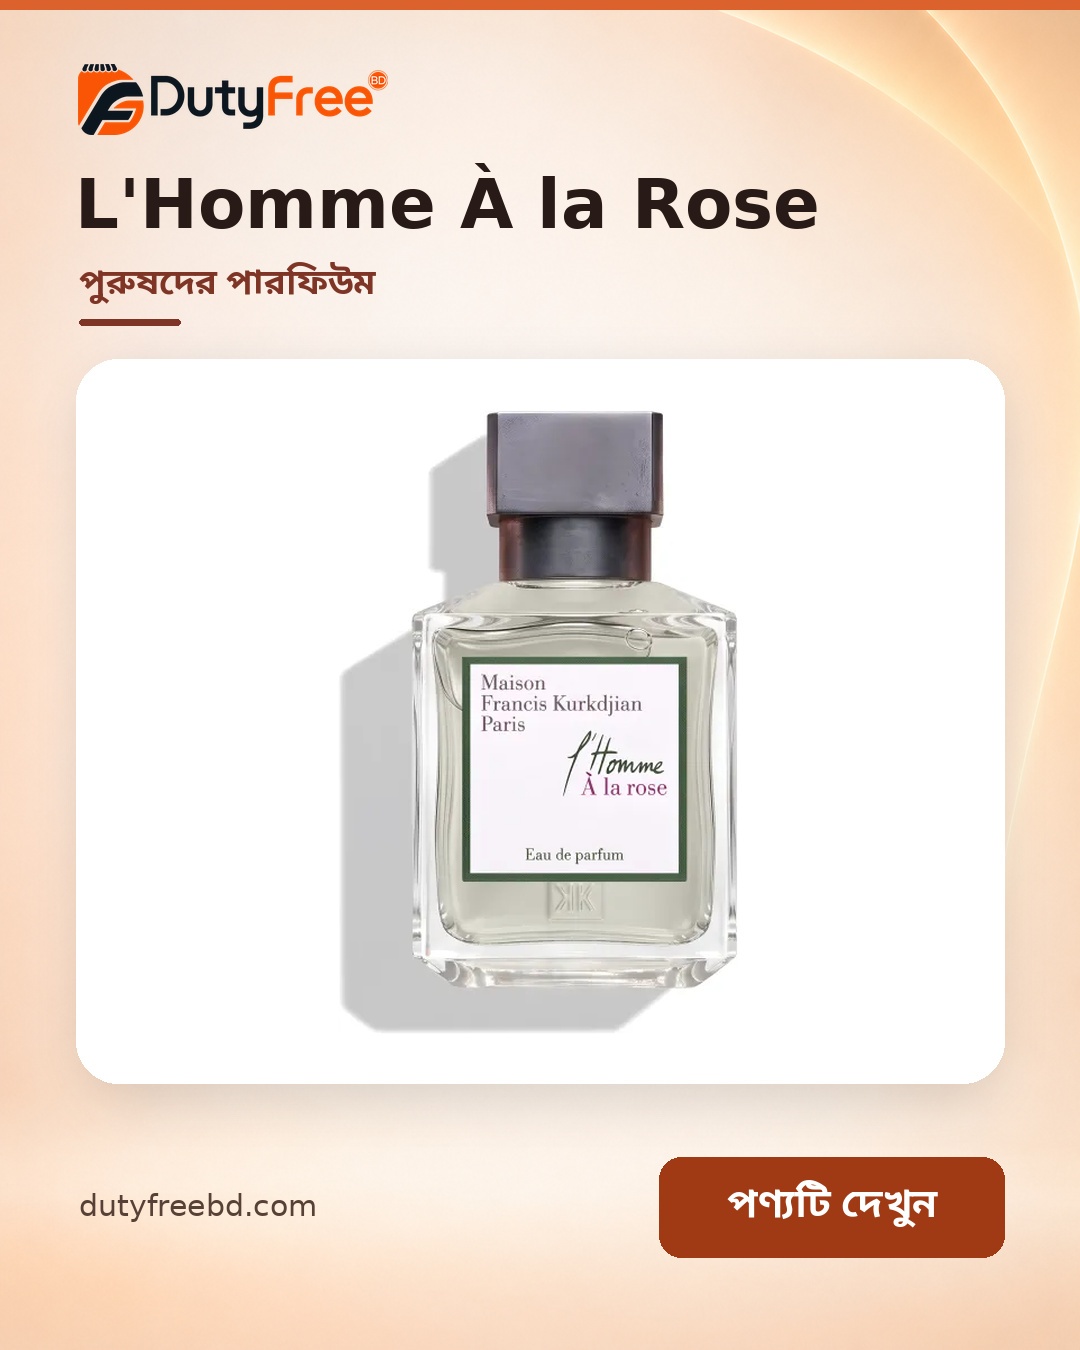 DutyFree BD
L'Homme À la Rose
পুরুষদের পারফিউম
Maison
Francis Kurkdjian
Paris
l'Homme
À la rose
Eau de parfum
dutyfreebd.com
পণ্যটি দেখুন